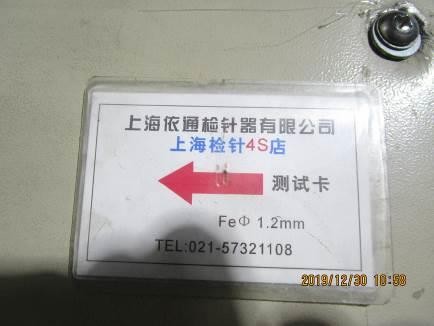 上海依通检针器有限公司
上海检针4S店
测试卡
FeΦ 1.2mm
TEL:021-57321108
2019/12/30 10:58